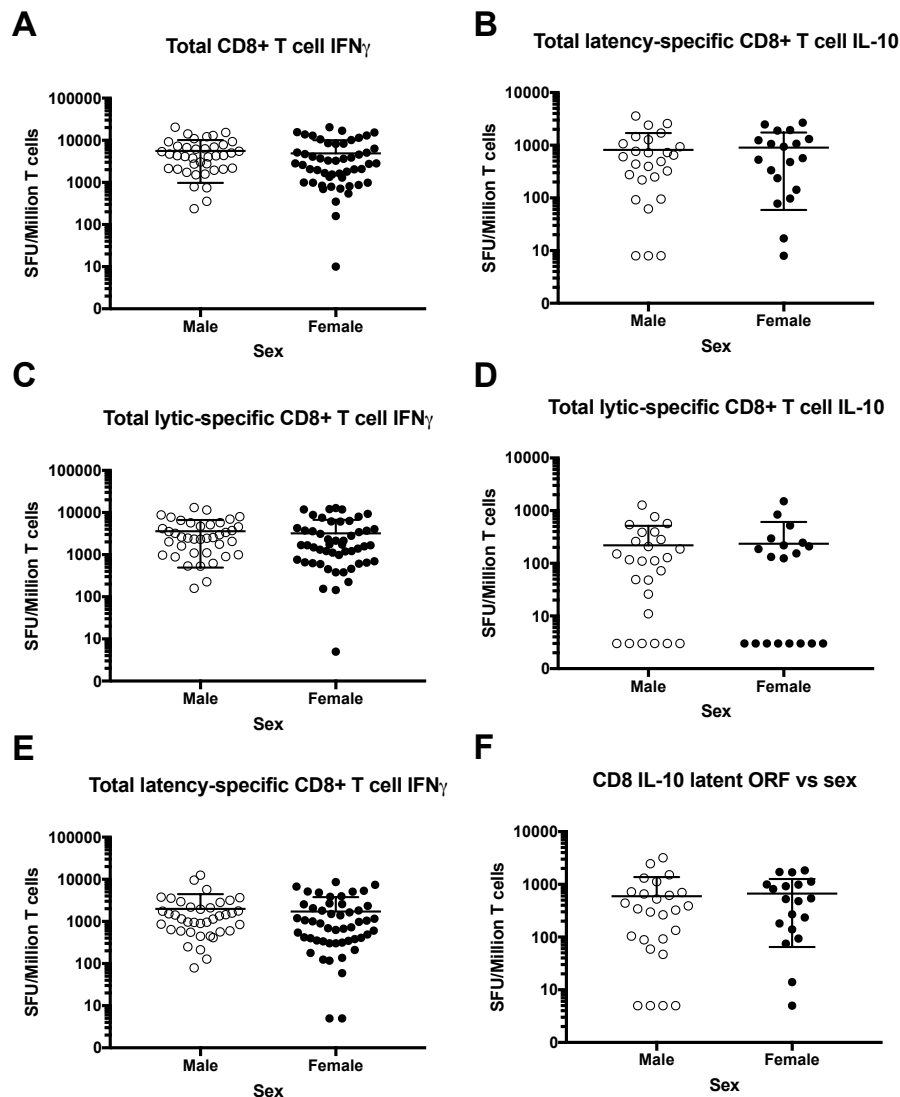 A
Total CD8+ T cell IFNγ
SFU/Million T cells
100000
10000
1000
100
10
0
Male
Female
Sex
B
Total latency-specific CD8+ T cell IL-10
SFU/Million T cells
10000
1000
100
10
0
Male
Female
Sex
C
Total lytic-specific CD8+ T cell IFNγ
SFU/Million T cells
100000
10000
1000
100
10
0
Male
Female
Sex
D
Total lytic-specific CD8+ T cell IL-10
SFU/Million T cells
10000
1000
100
10
0
Male
Female
Sex
E
Total latency-specific CD8+ T cell IFNγ
SFU/Million T cells
100000
10000
1000
100
10
0
Male
Female
Sex
F
CD8 IL-10 latent ORF vs sex
SFU/Million T cells
10000
1000
100
10
0
Male
Female
Sex